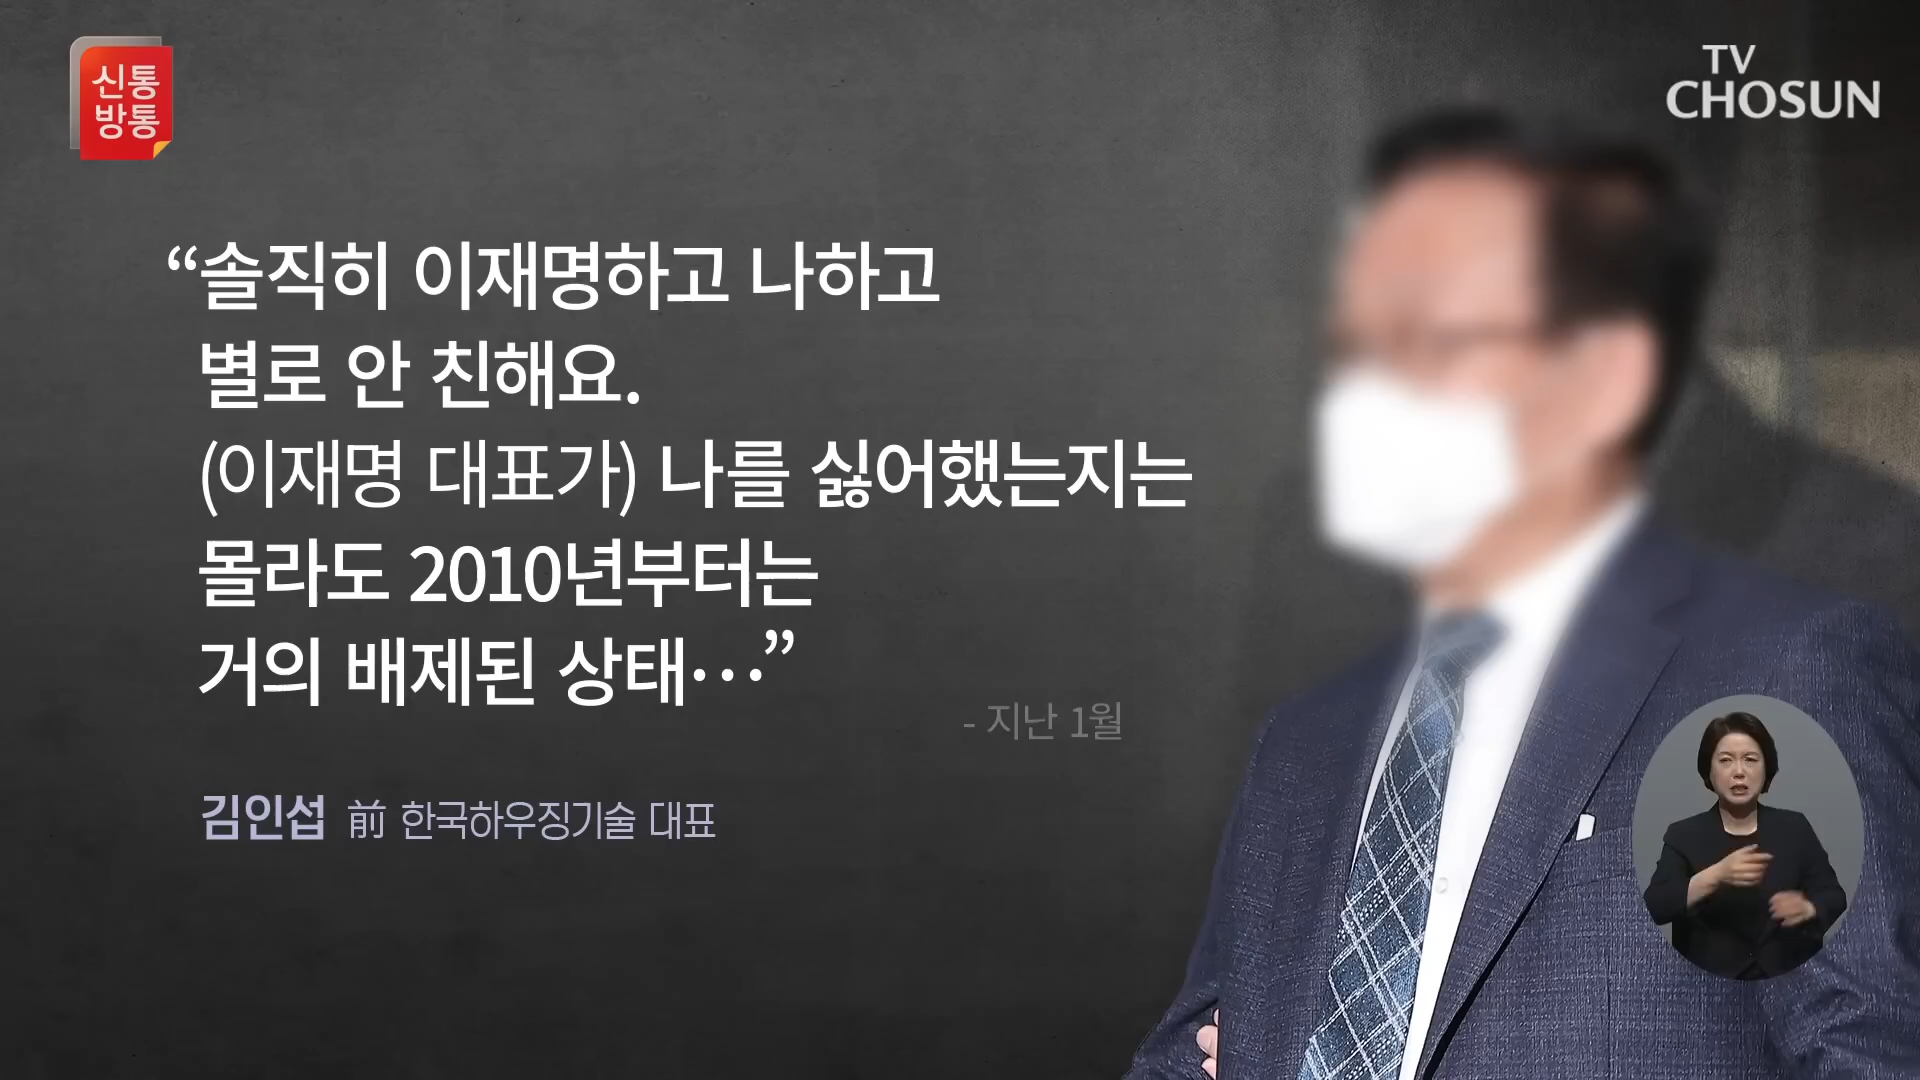 신통
방통
TV
CHOSUN
“솔직히 이재명하고 나하고
별로 안 친해요.
(이재명 대표가) 나를 싫어했는지는
몰라도 2010년부터는
거의 배제된 상태…”
- 지난 1월
김인섭 前 한국하우징기술 대표